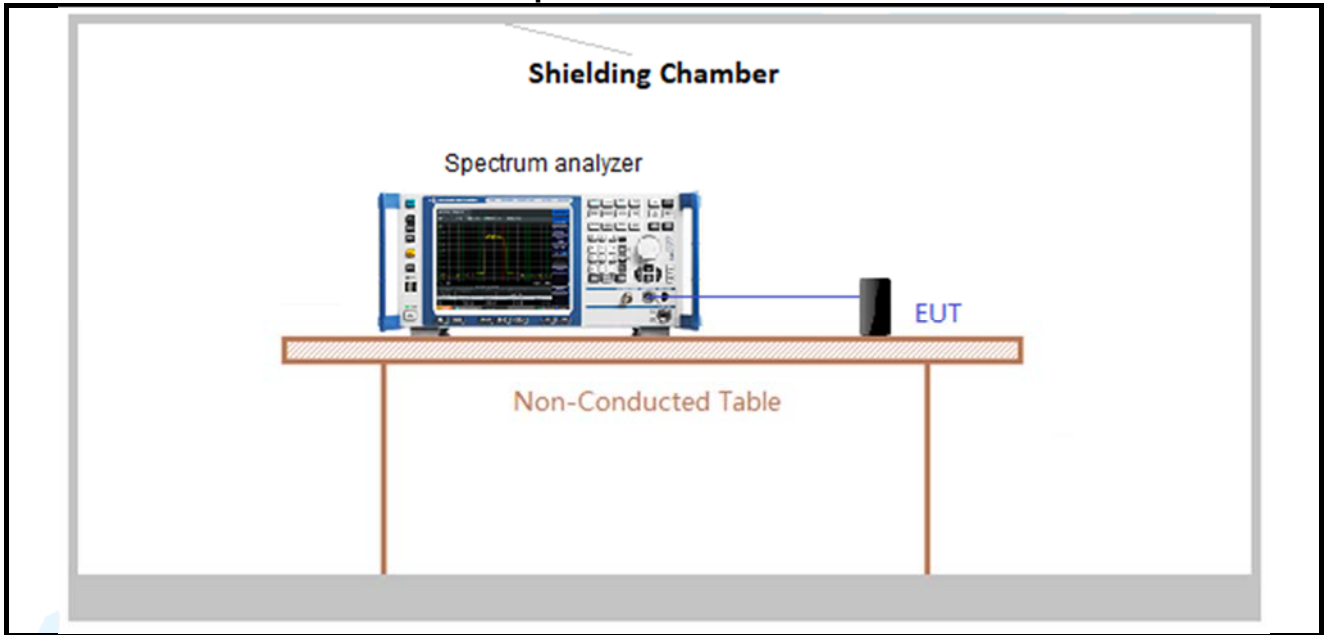 Shielding Chamber
Spectrum analyzer
EUT
Non-Conducted Table